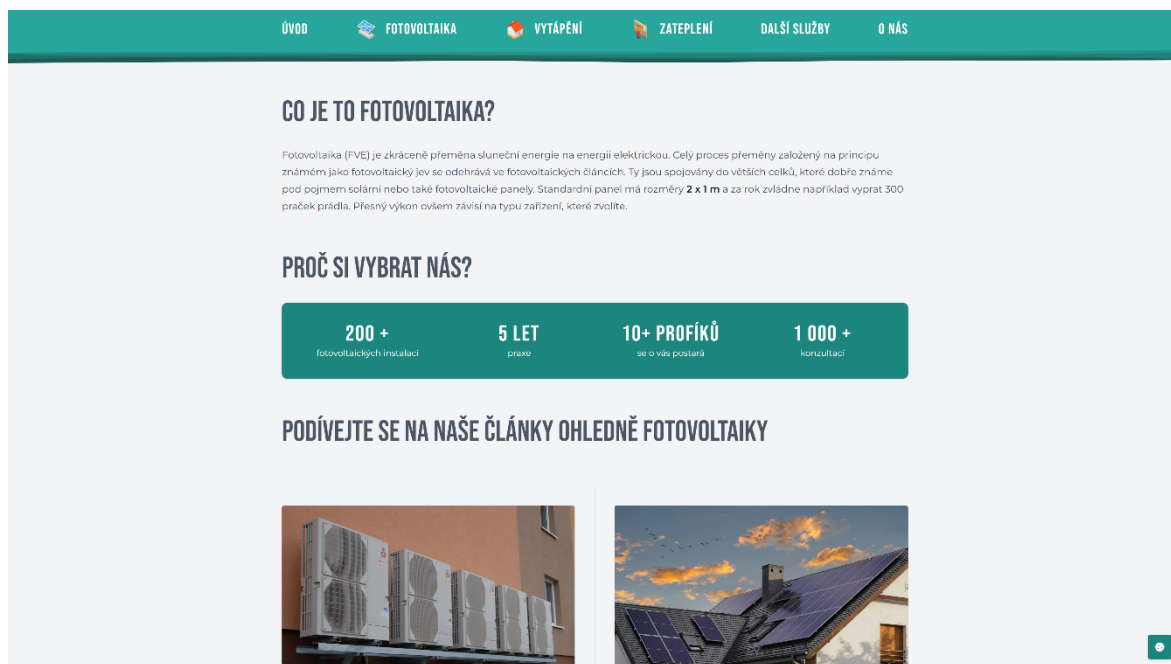 ÚVOD FOTOVOLTAIKA VYTÁPĚNÍ ZATEPLENÍ DALŠÍ SLUŽBY O NÁS
CO JE TO FOTOVOLTAIKA?
Fotovoltaika (FVE) je zkráceně přeměna sluneční energie na energii elektrickou. Celý proces přeměny založený na principu
známém jako fotovoltaický jev se odehrává ve fotovoltaických článcích. Ty jsou spojovány do větších celků, které dobře známe
pod pojmem solární nebo také fotovoltaické panely. Standardní panel má rozměry 2 x 1 m a za rok zvládne například vyprat 300
praček prádla. Přesný výkon ovšem závisí na typu zařízení, které zvolíte.
PROČ SI VYBRAT NÁS?
200 + 5 LET 10+ PROFÍKŮ 1 000 +
fotovoltaických instalací praxe se o vás postará konzultací
PODÍVEJTE SE NA NAŠE ČLÁNKY OHLEDNĚ FOTOVOLTAIKY